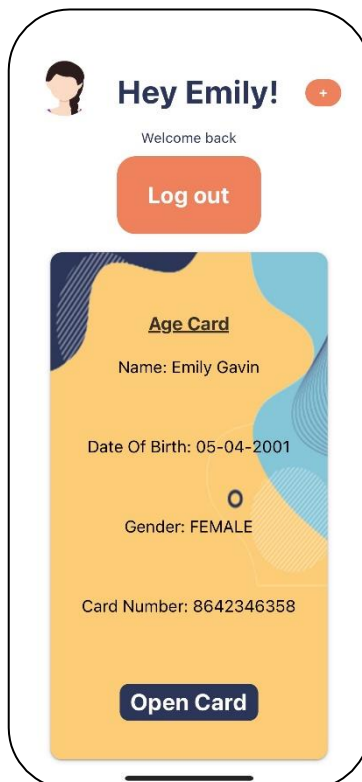 Hey Emily!
+
Welcome back
Log out
Age Card
Name: Emily Gavin
Date Of Birth: 05-04-2001
Gender: FEMALE
Card Number: 8642346358
Open Card